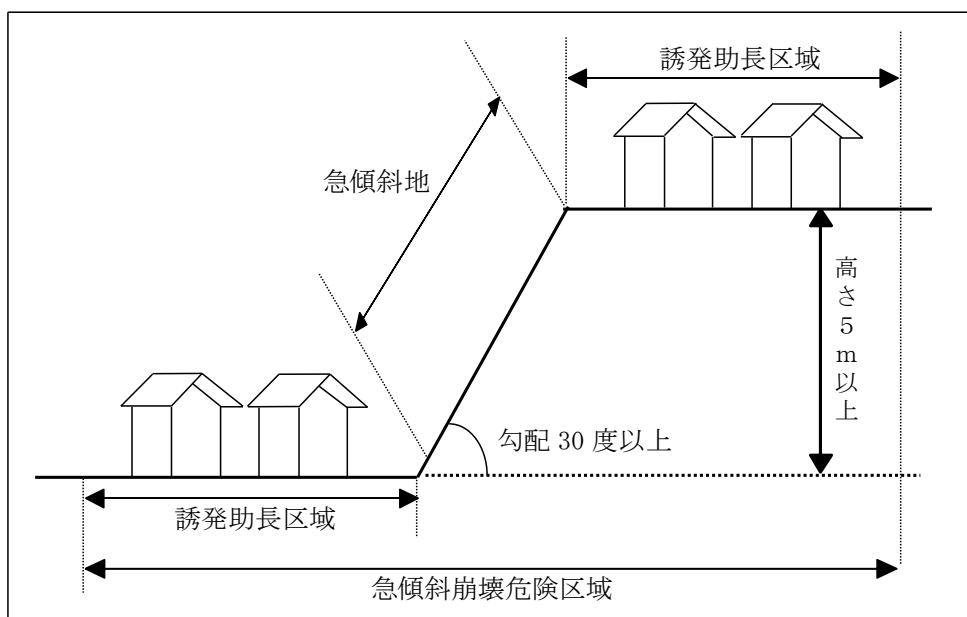 誘発助長区域
急傾斜地
高さ5m以上
勾配 30 度以上
誘発助長区域
急傾斜崩壊危険区域